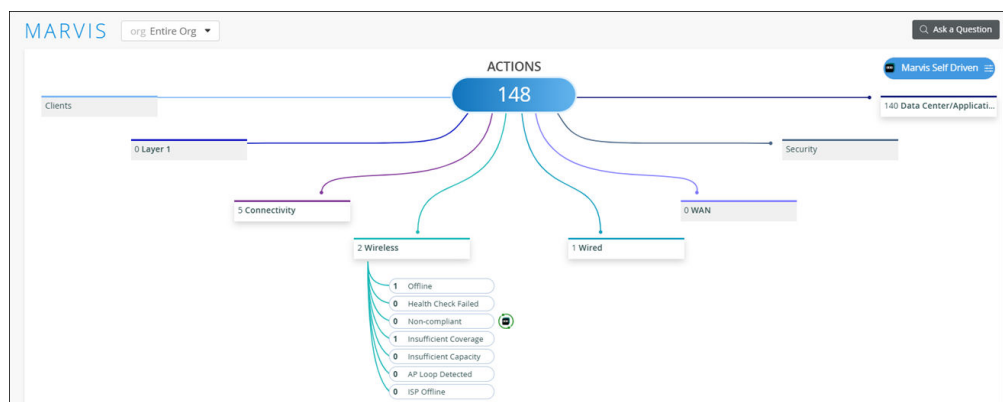 MARVIS
org Entire Org
Ask a Question
ACTIONS
148
Marvis Self Driven
Clients
140 Data Center/Applicati...
0 Layer 1
Security
5 Connectivity
0 WAN
2 Wireless
1 Wired
1 Offline
0 Health Check Failed
0 Non-compliant
1 Insufficient Coverage
0 Insufficient Capacity
0 AP Loop Detected
0 ISP Offline